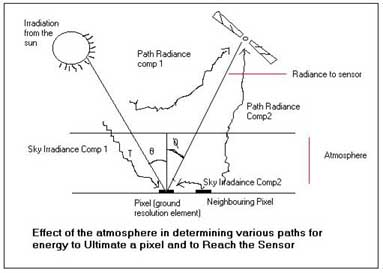 Irradiation
from the
sun
Path Radiance
comp 1
Radiance to sensor
Path Radiance
Comp2
Sky Irradiance Comp 1
T
θ
Atmosphere
Sky Irradaince Comp2
Pixel (ground
resolution element)
Neighbouring Pixel
Effect of the atmosphere in determining various paths for
energy to Ultimate a pixel and to Reach the Sensor